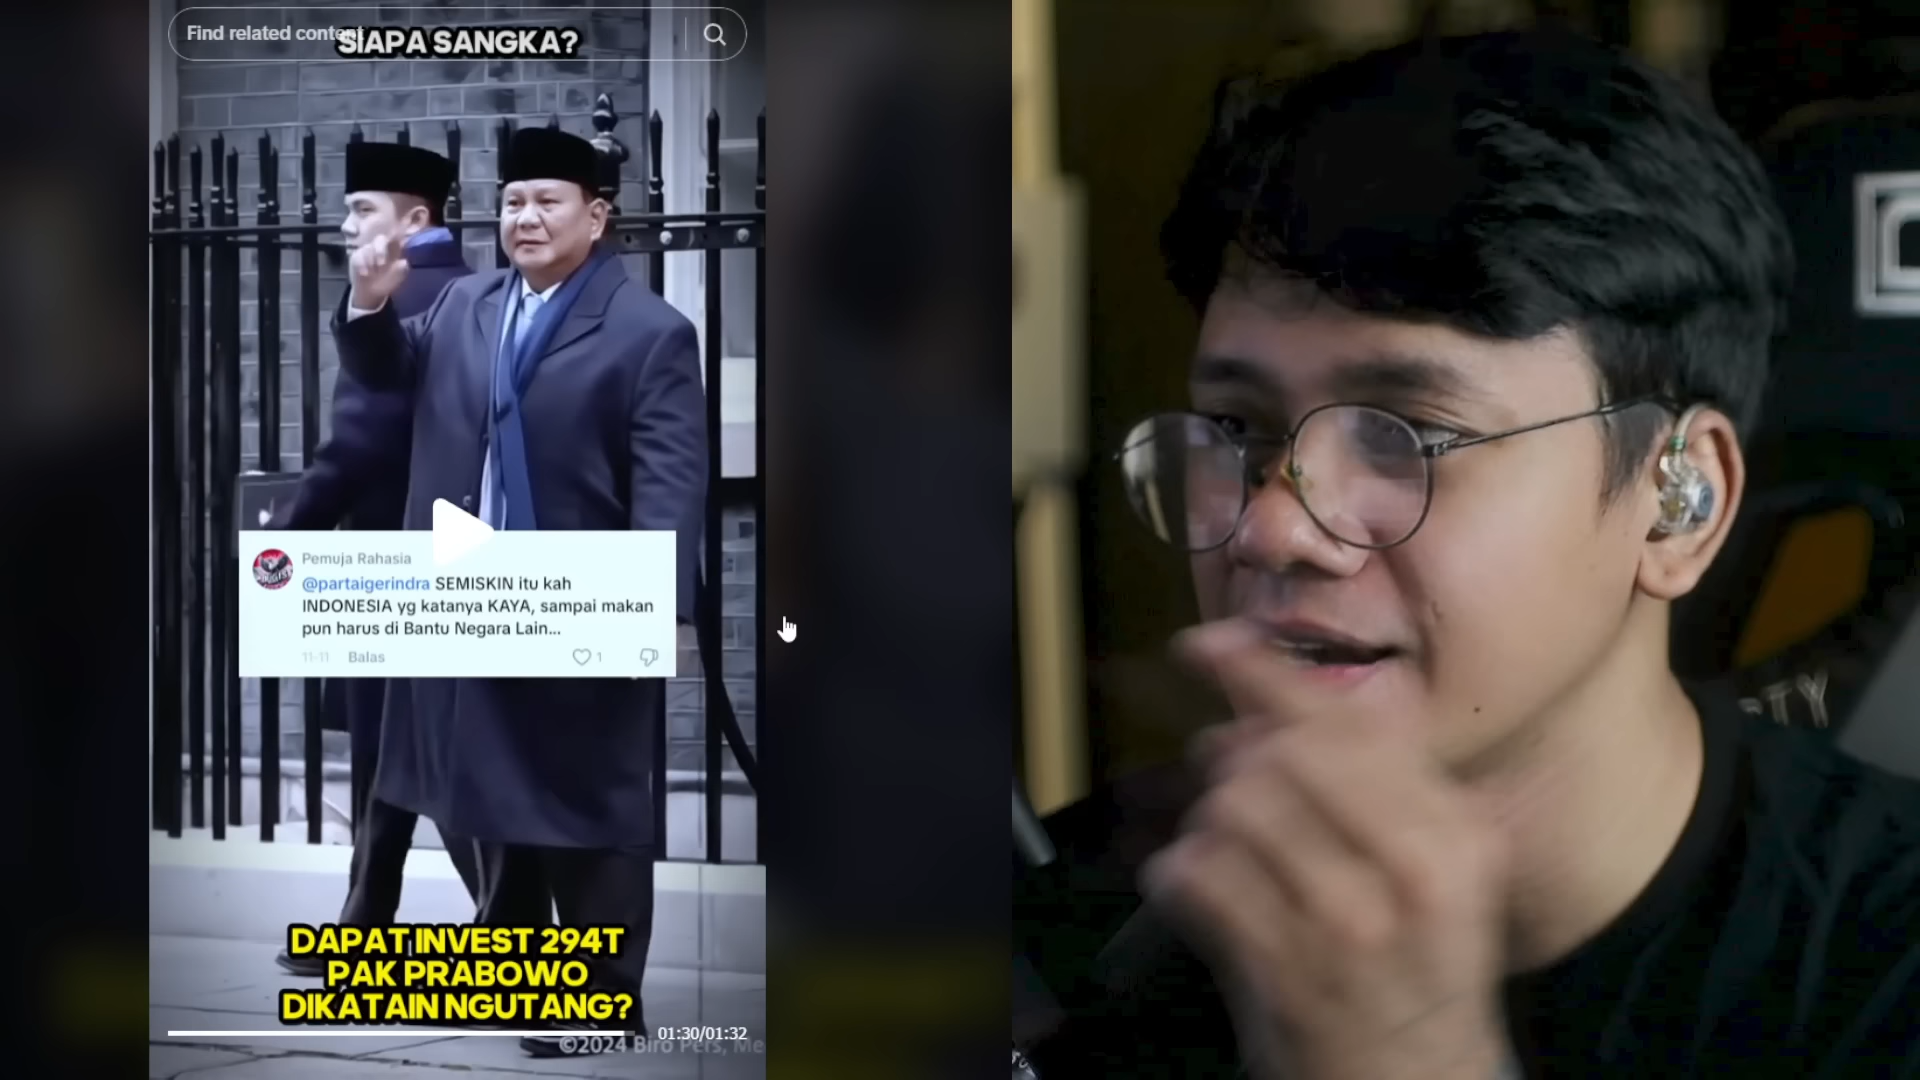 Find related content
SIAPA SANGKA?
Pemuja Rahasia
@partaigerindra SEMISKIN itu kah
INDONESIA yg katanya KAYA, sampai makan
pun harus di Bantu Negara Lain...
11-11 Balas
1
DAPAT INVEST 294T
PAK PRABOWO
DIKATAIN NGUTANG?
01:30/01:32
©2024 Biro Pers, Me